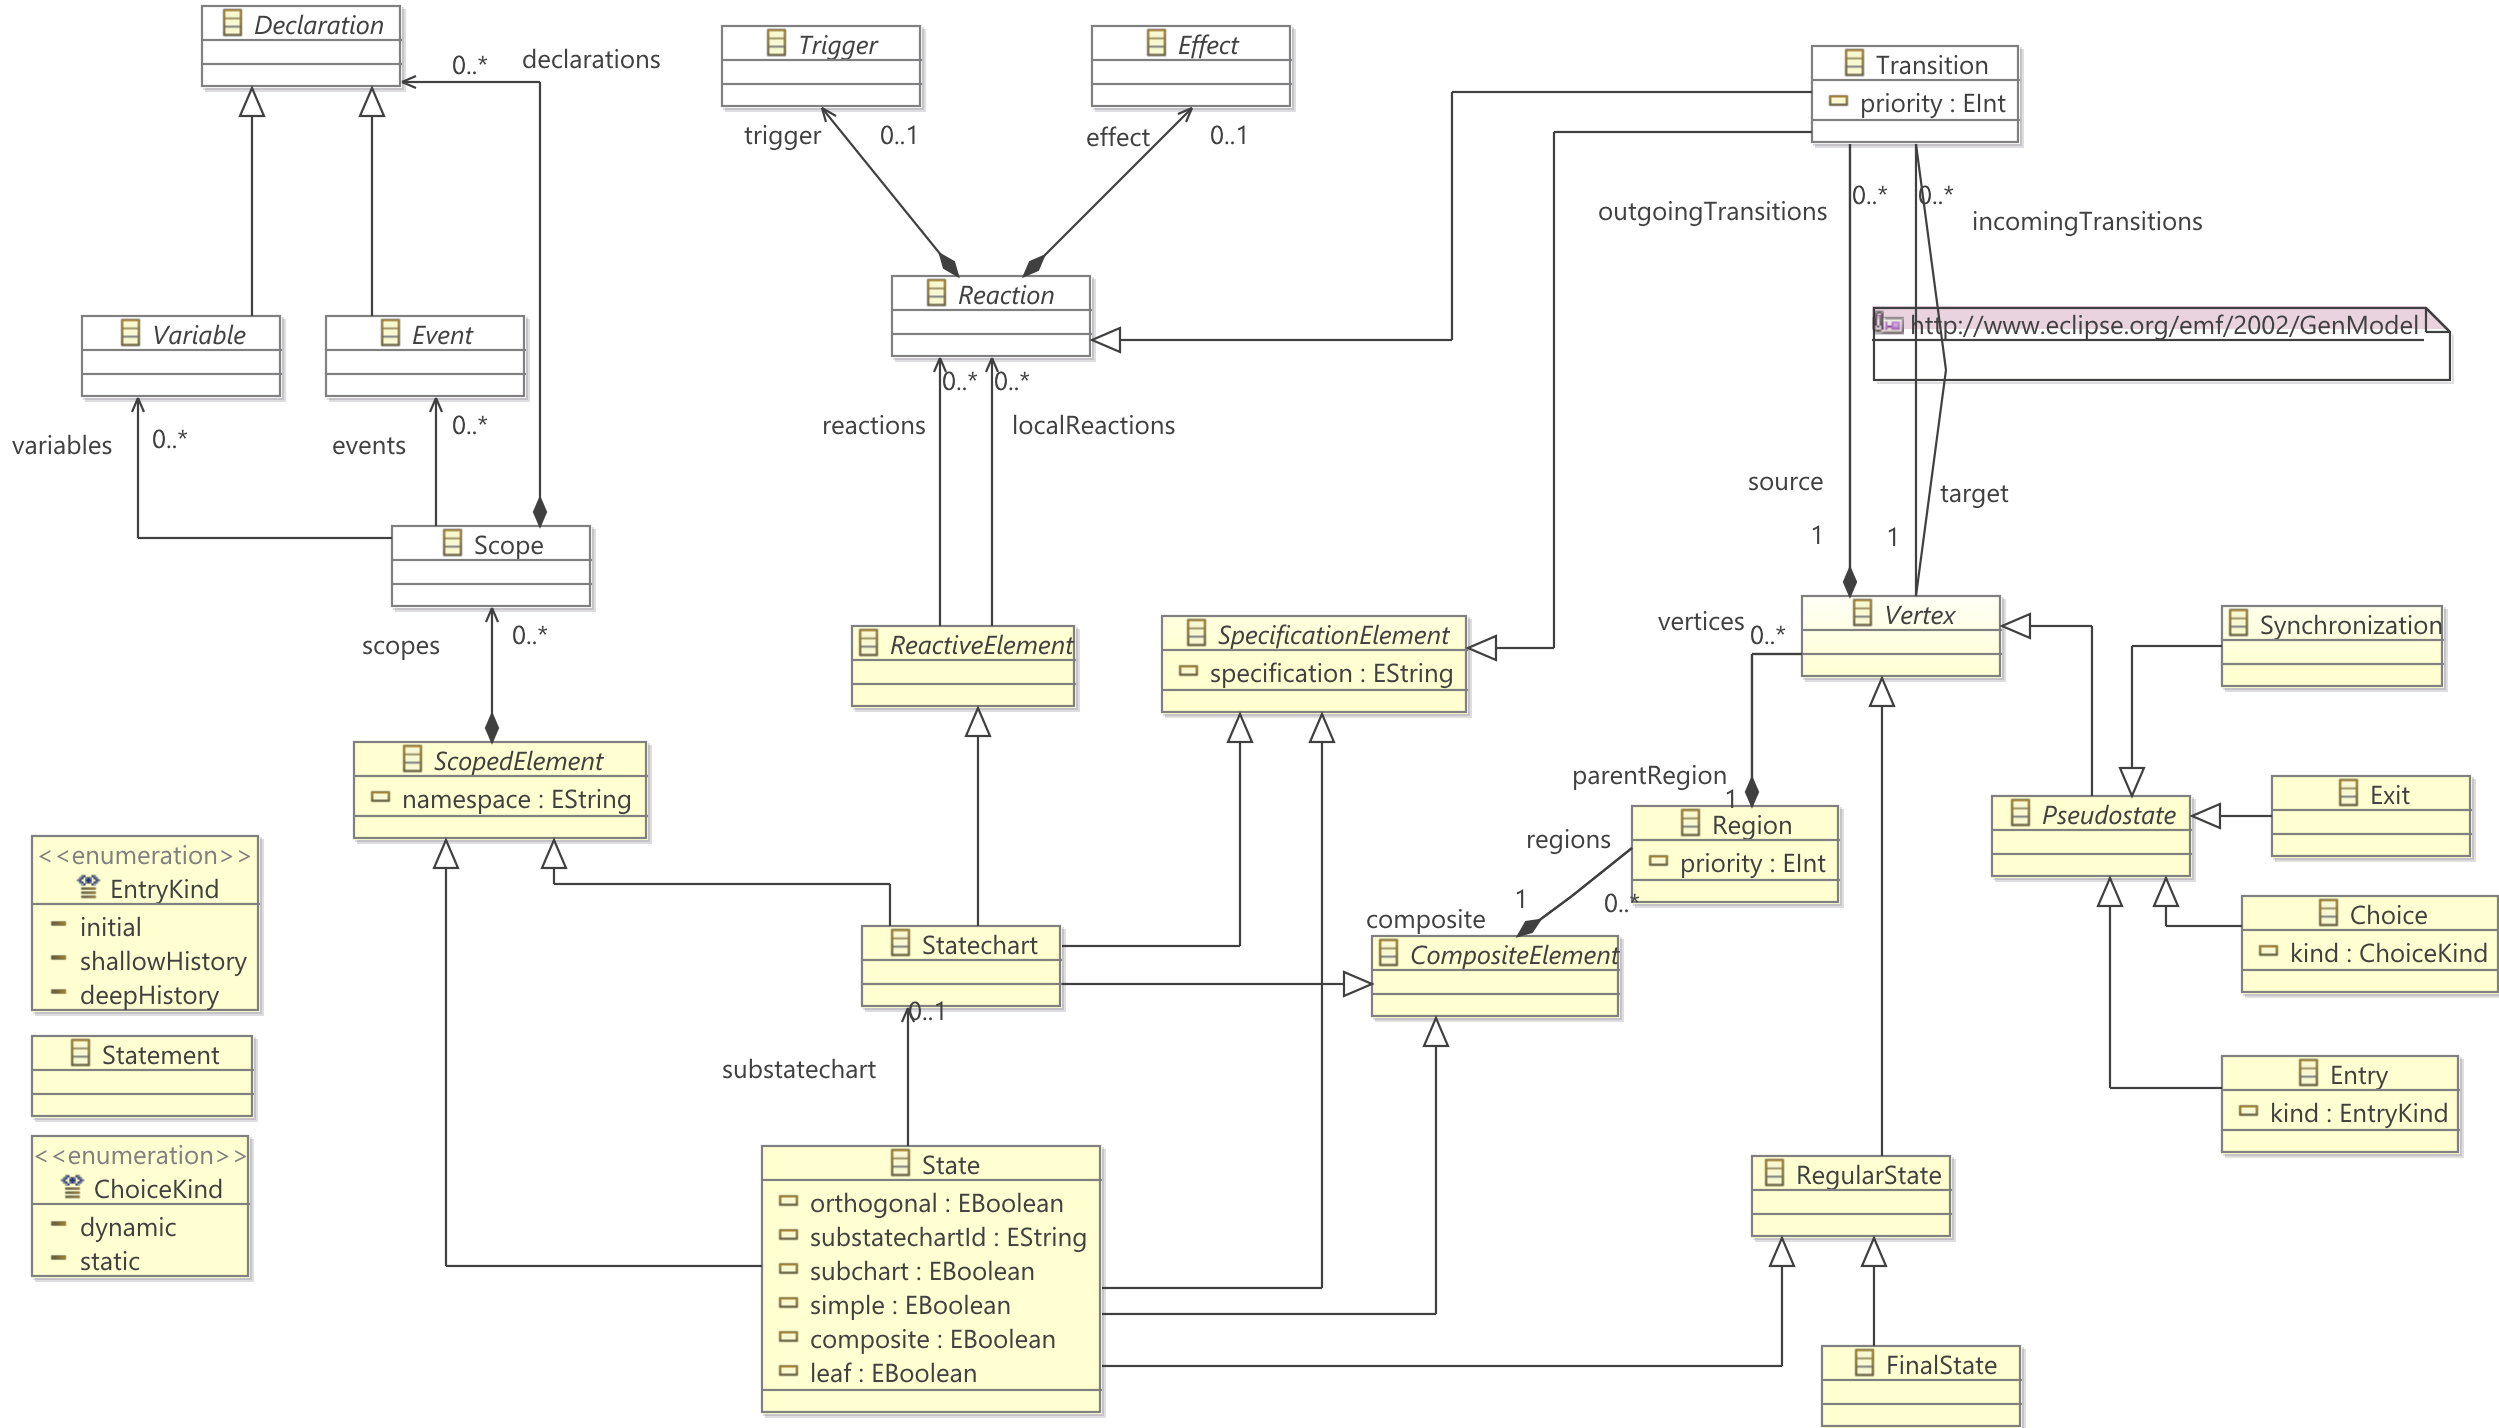 Declaration
0..*
declarations
Trigger
trigger
0..1
Effect
effect
0..1
Transition
priority : EInt
outgoingTransitions
0..*
0..*
incomingTransitions
http://www.eclipse.org/emf/2002/GenModel
Variable
Event
Reaction
variables
0..*
events
0..*
reactions
0..*
0..*
localReactions
source
1
1
target
Scope
scopes
0..*
ReactiveElement
SpecificationElement
specification : EString
vertices
0..*
Vertex
Synchronization
ScopedElement
namespace : EString
parentRegion
1
Region
priority : EInt
regions
0..*
1
composite
CompositeElement
Pseudostate
Exit
Choice
kind : ChoiceKind
Entry
kind : EntryKind
<<enumeration>>
EntryKind
initial
shallowHistory
deepHistory
Statechart
0..1
substatechart
Statement
<<enumeration>>
ChoiceKind
dynamic
static
State
orthogonal : EBoolean
substatechartId : EString
subchart : EBoolean
simple : EBoolean
composite : EBoolean
leaf : EBoolean
RegularState
FinalState